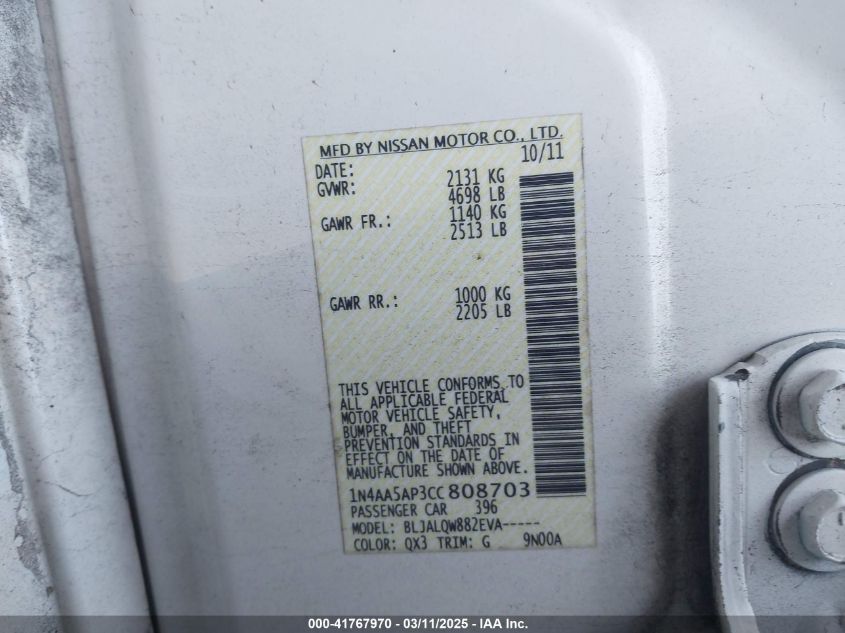 MFD BY NISSAN MOTOR CO., LTD.
DATE: 10/11
GVWR: 2131 KG
4698 LB
GAWR FR.: 1140 KG
2513 LB
GAWR RR.: 1000 KG
2205 LB
THIS VEHICLE CONFORMS TO
ALL APPLICABLE FEDERAL
MOTOR VEHICLE SAFETY,
BUMPER, AND THEFT
PREVENTION STANDARDS IN
EFFECT ON THE DATE OF
MANUFACTURE SHOWN ABOVE.
1N4AA5AP3CC808703
PASSENGER CAR 396
MODEL: BLJALQW882EVA-----
COLOR: QX3 TRIM: G 9N00A
000-41767970 - 03/11/2025 - IAA Inc.